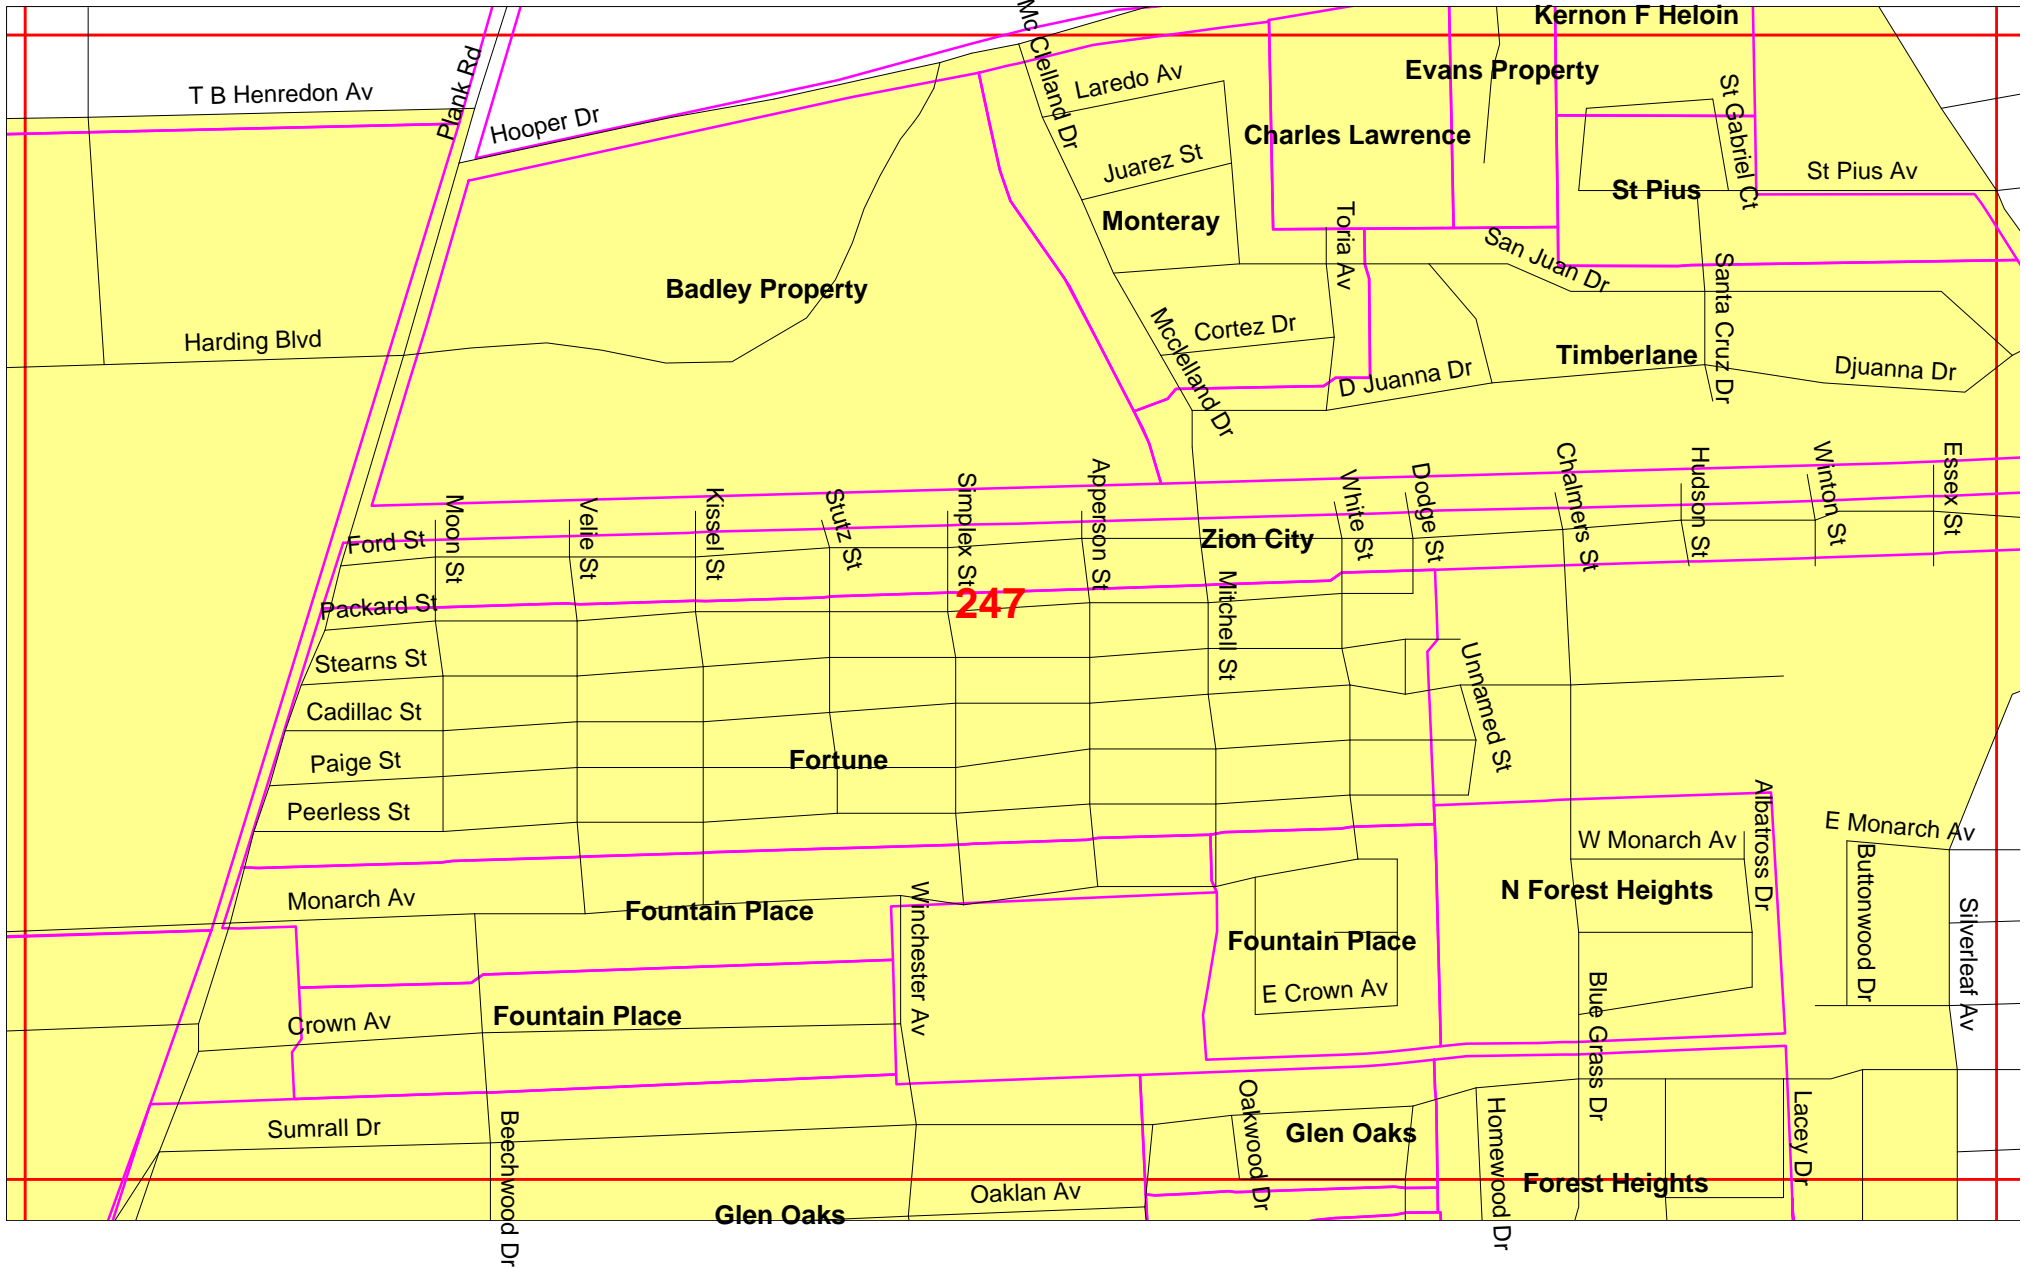 Kernon F Heloin
Mc Clelland Dr
Plank Rd
T B Henredon Av
Hooper Dr
Laredo Av
Evans Property
St Gabriel Ct
Charles Lawrence
Juarez St
St Pius Av
St Pius
Monteray
Toria Av
San Juan Dr
Santa Cruz Dr
Badley Property
Harding Blvd
Mcclelland Dr
Cortez Dr
Timberlane
D Juanna Dr
Djuanna Dr
Moon St
Velie St
Kissel St
Stutz St
Simplex St
Apperson St
White St
Dodge St
Chalmers St
Hudson St
Winton St
Essex St
Ford St
Zion City
Packard St
247
Mitchell St
Stearns St
Unnamed St
Cadillac St
Paige St
Fortune
Peerless St
Albatross Dr
W Monarch Av
E Monarch Av
Buttonwood Dr
Monarch Av
Fountain Place
Winchester Av
N Forest Heights
Silverleaf Av
Fountain Place
E Crown Av
Blue Grass Dr
Crown Av
Fountain Place
Sumrall Dr
Beechwood Dr
Oakwood Dr
Glen Oaks
Homewood Dr
Lacey Dr
Oaklan Av
Forest Heights
Glen Oaks